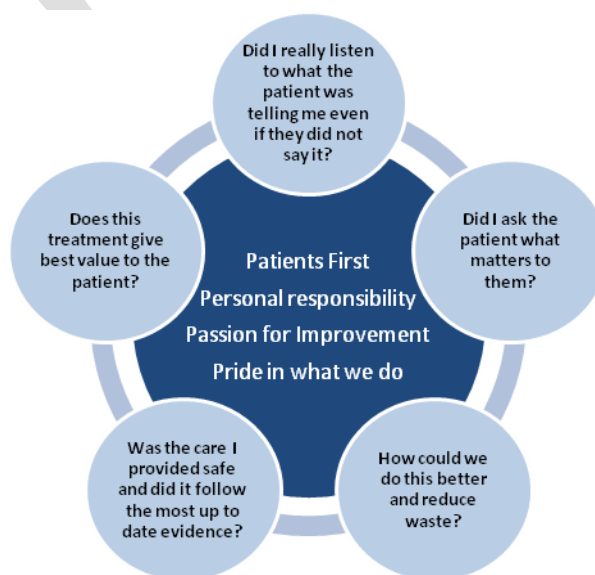 Did I really listen
to what the
patient was
telling me even
if they did not
say it?
Does this
treatment give
best value to the
patient?
Did I ask the
patient what
matters to
them?
Patients First
Personal responsibility
Passion for Improvement
Pride in what we do
Was the care I
provided safe
and did it follow
the most up to
date evidence?
How could we
do this better
and reduce
waste?